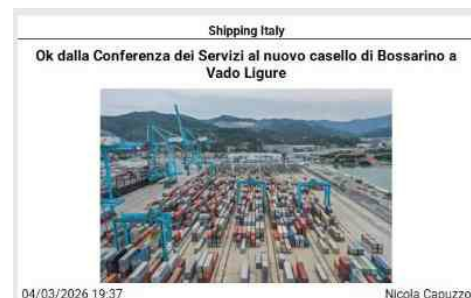 Shipping Italy
Ok dalla Conferenza dei Servizi al nuovo casello di Bossarino a
Vado Ligure
04/03/2026 19:37
Nicola Capuzzo